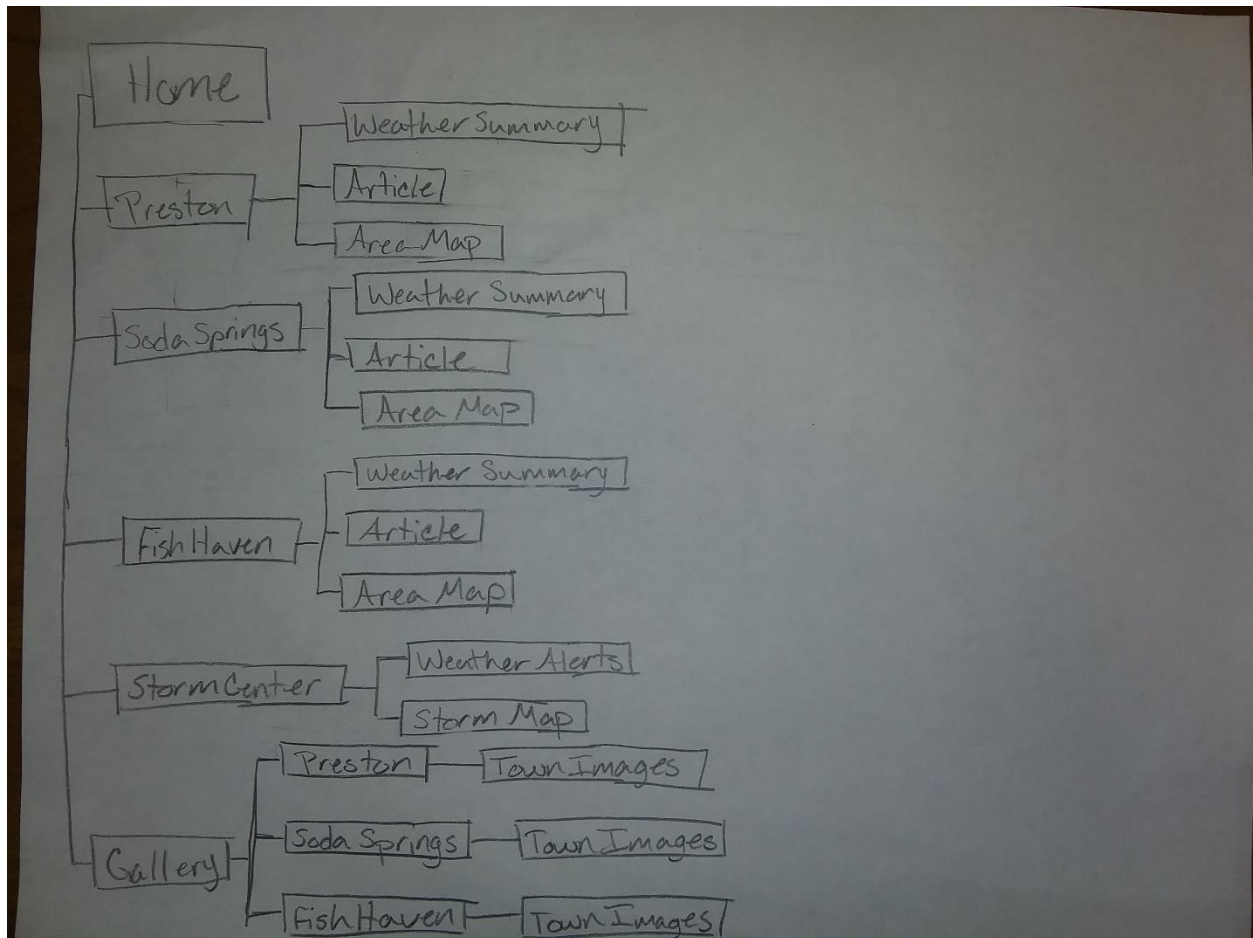 Home
Weather Summary
Article
Preston
Area Map
Weather Summary
Soda Springs
Article
Area Map
Weather Summary
Article
Fish Haven
Area Map
Weather Alerts
Storm Center
Storm Map
Preston
Town Images
Soda Springs
Town Images
Gallery
Fish Haven
Town Images